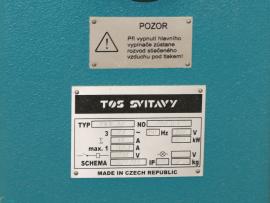 POZOR
Při vypnutí hlavního
vypínače zůstane
rozvod stlačeného
vzduchu pod tlakem!
TOS SVITAVY
TYP NO
3 Hz V
A kW
max. 1 A
V V
SCHEMA IP kg
MADE IN CZECH REPUBLIC